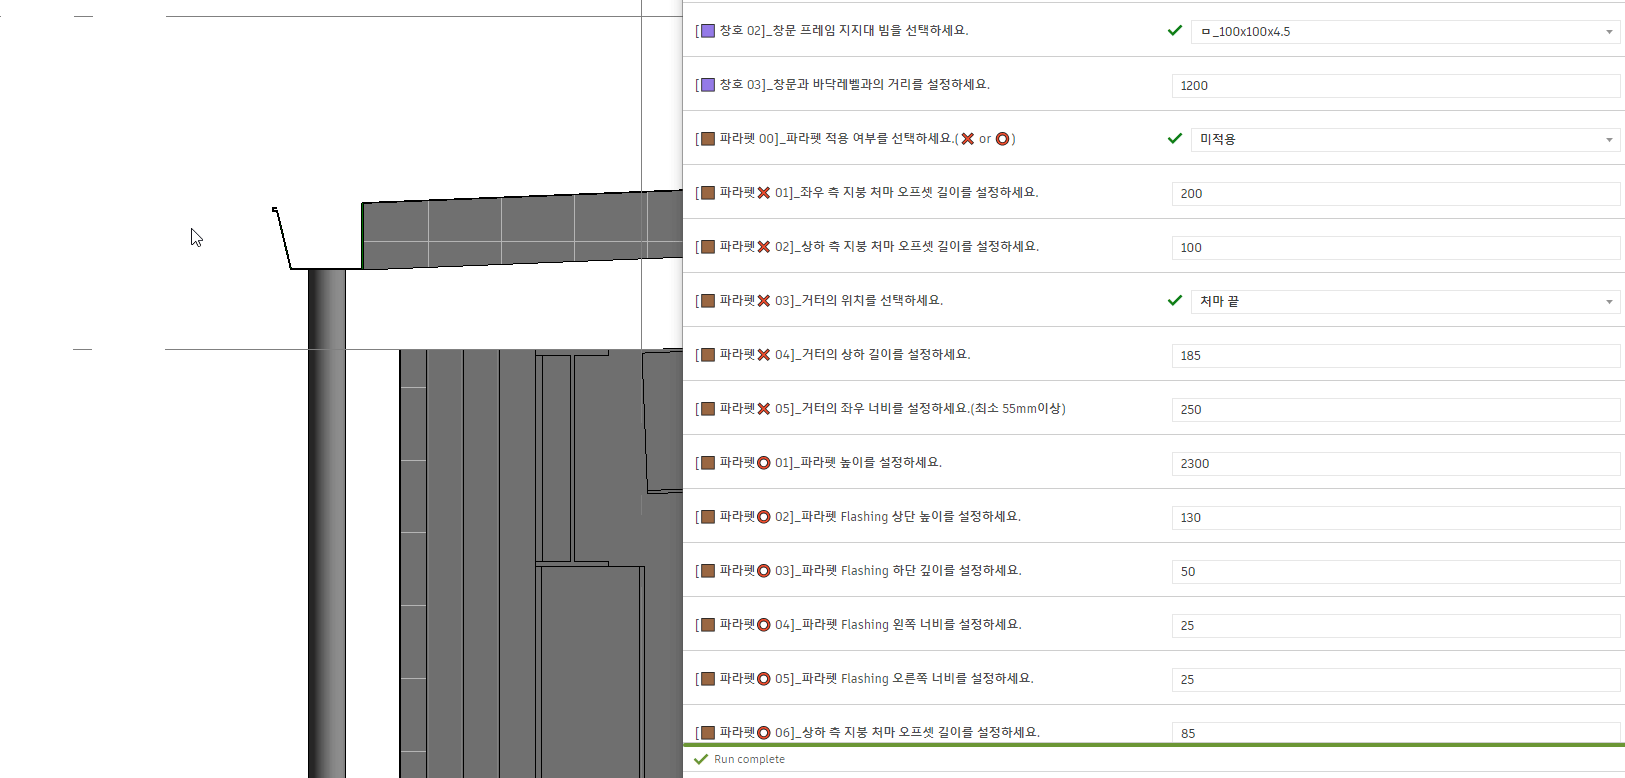 [🟪 창호 02]_창문 프레임 지지대 빔을 선택하세요. ㅁ_100x100x4.5
[🟪 창호 03]_창문과 바닥레벨과의 거리를 설정하세요. 1200
[🟫 파라펫 00]_파라펫 적용 여부를 선택하세요.(❌ or ⭕) 미적용
[🟫 파라펫❌ 01]_좌우 측 지붕 처마 오프셋 길이를 설정하세요. 200
[🟫 파라펫❌ 02]_상하 측 지붕 처마 오프셋 길이를 설정하세요. 100
[🟫 파라펫❌ 03]_거터의 위치를 선택하세요. 처마 끝
[🟫 파라펫❌ 04]_거터의 상하 길이를 설정하세요. 185
[🟫 파라펫❌ 05]_거터의 좌우 너비를 설정하세요.(최소 55mm이상) 250
[🟫 파라펫⭕ 01]_파라펫 높이를 설정하세요. 2300
[🟫 파라펫⭕ 02]_파라펫 Flashing 상단 높이를 설정하세요. 130
[🟫 파라펫⭕ 03]_파라펫 Flashing 하단 깊이를 설정하세요. 50
[🟫 파라펫⭕ 04]_파라펫 Flashing 왼쪽 너비를 설정하세요. 25
[🟫 파라펫⭕ 05]_파라펫 Flashing 오른쪽 너비를 설정하세요. 25
[🟫 파라펫⭕ 06]_상하 측 지붕 처마 오프셋 길이를 설정하세요. 85
Run complete